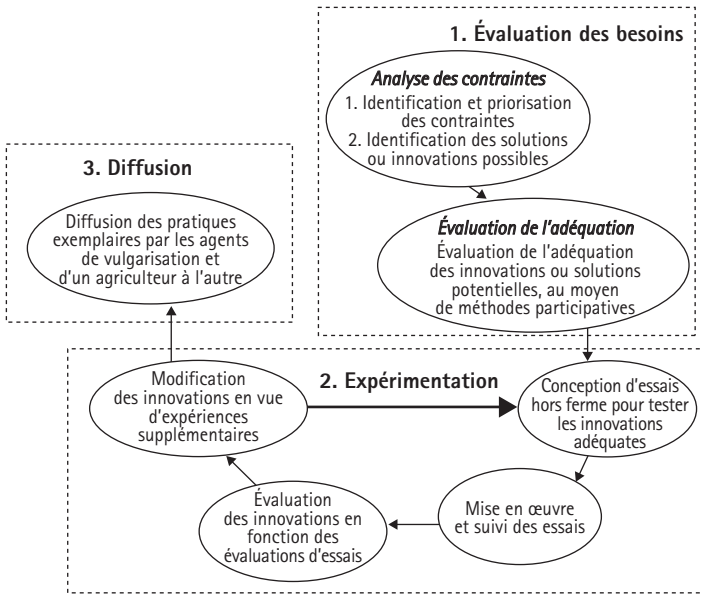 1. Évaluation des besoins
Analyse des contraintes
1. Identification et priorisation
des contraintes
2. Identification des solutions
ou innovations possibles
Évaluation de l'adéquation
Évaluation de l'adéquation
des innovations ou solutions
potentielles, au moyen
de méthodes participatives
2. Expérimentation
Conception d'essais
hors ferme pour tester
les innovations
adéquates
Mise en œuvre
et suivi des essais
Évaluation
des innovations en
fonction des
évaluations d'essais
Modification
des innovations en vue
d'expériences
supplémentaires
3. Diffusion
Diffusion des pratiques
exemplaires par les agents
de vulgarisation et
d'un agriculteur à l'autre